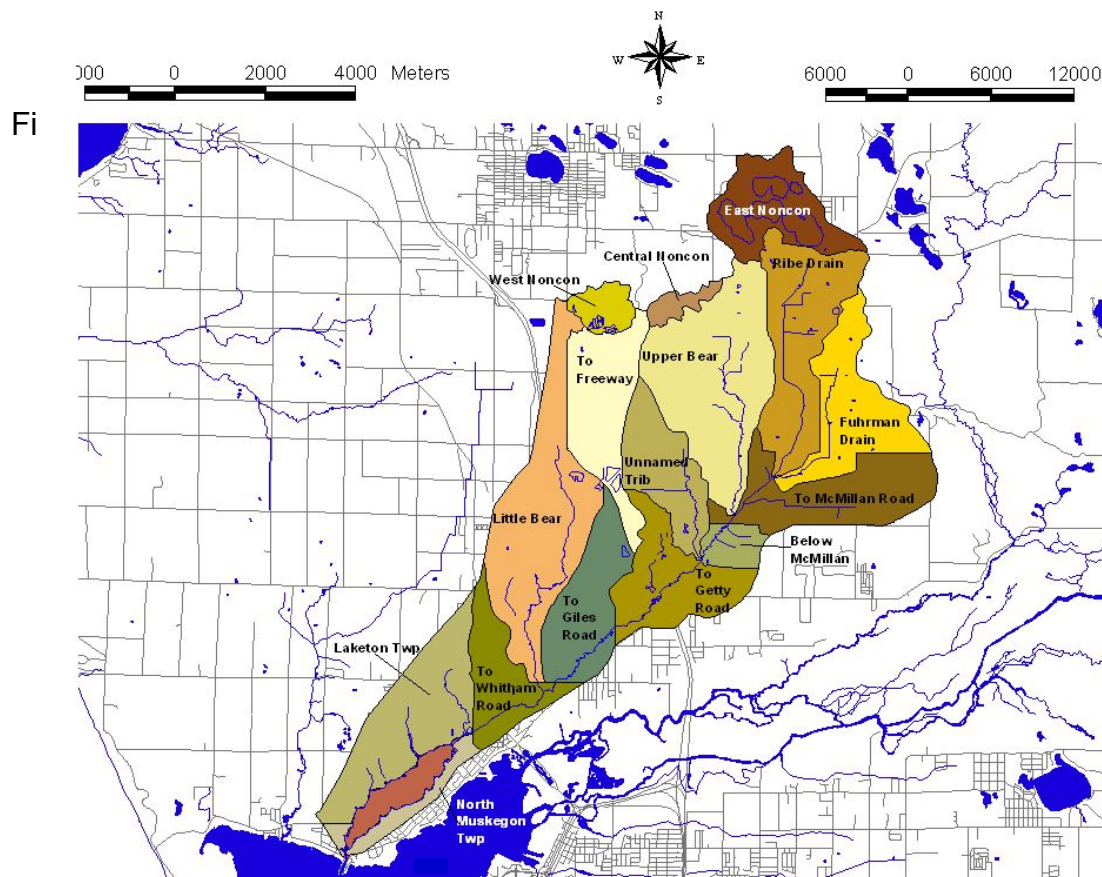 N
W E
S
000 0 2000 4000 Meters
6000 0 6000 12000
Fi
East Noncon
Central Noncon
Ribe Drain
West Noncon
To
Freeway
Upper Bear
Fuhrman
Drain
Unnamed
Trib
To McMillan Road
Little Bear
Below
McMillan
To
Getty
Road
To
Giles
Road
Laketon Twp
To
Whitham
Road
North
Muskegon
Twp